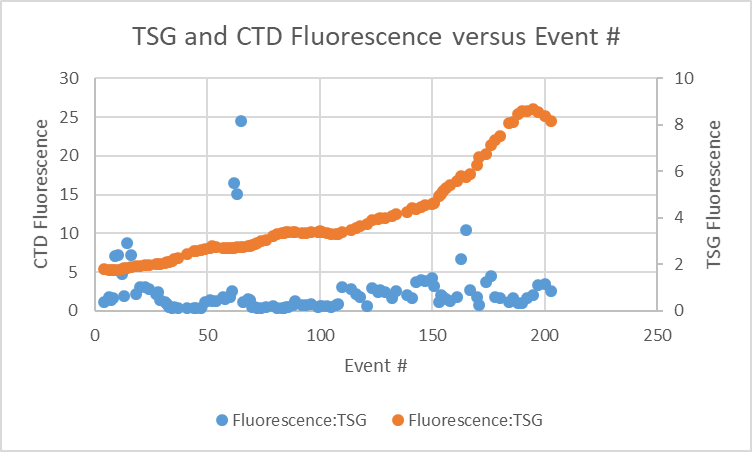 TSG and CTD Fluorescence versus Event #
30
25
20
15
10
5
0
CTD Fluorescence
10
8
6
4
2
0
TSG Fluorescence
0 50 100 150 200 250
Event #
Fluorescence:TSG Fluorescence:TSG